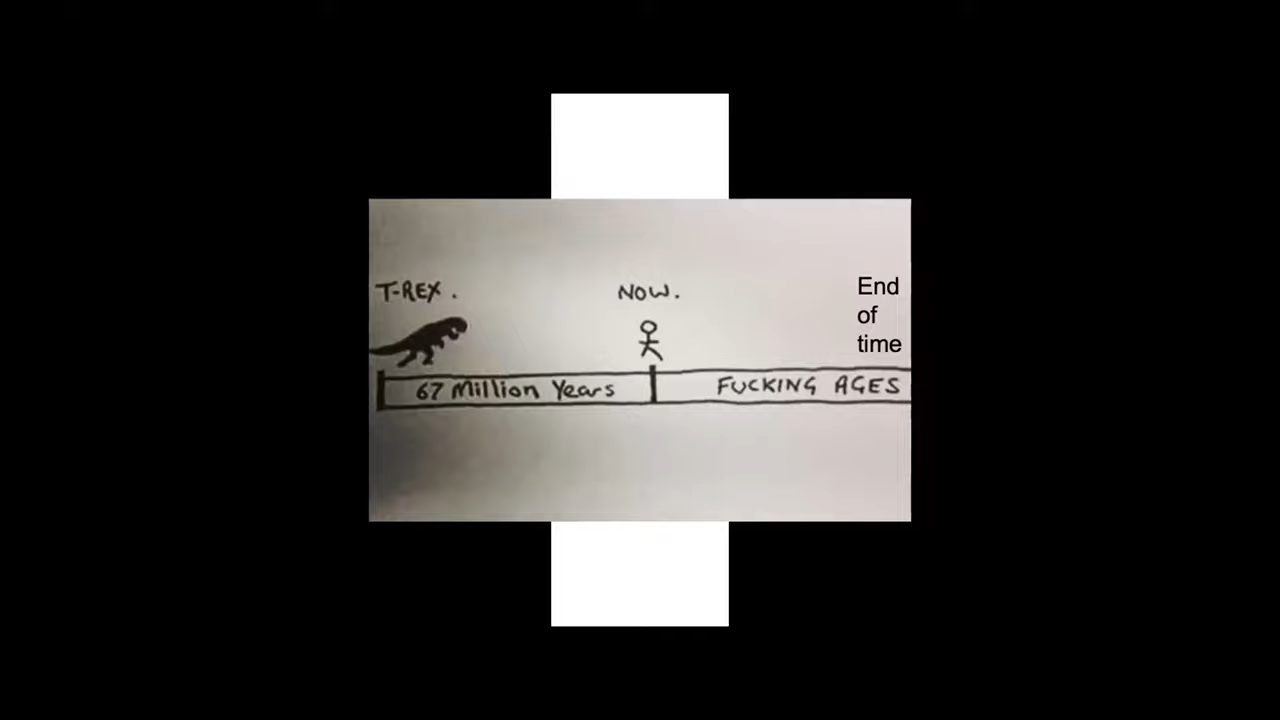 T-REX.
NOW.
End
of
time
67 Million Years
FUCKING AGES